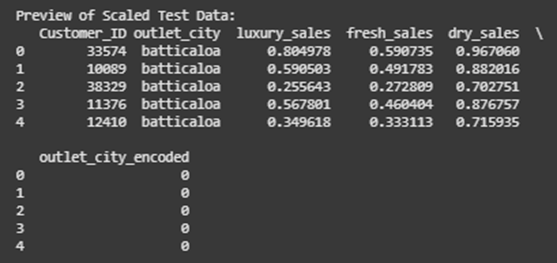 Preview of Scaled Test Data:
Customer_ID outlet_city luxury_sales fresh_sales dry_sales \
0 33574 batticaloa 0.804978 0.590735 0.967060
1 10089 batticaloa 0.590503 0.491783 0.882016
2 38329 batticaloa 0.255643 0.272809 0.702751
3 11376 batticaloa 0.567801 0.460404 0.876757
4 12410 batticaloa 0.349618 0.333113 0.715935
outlet_city_encoded
0 0
1 0
2 0
3 0
4 0